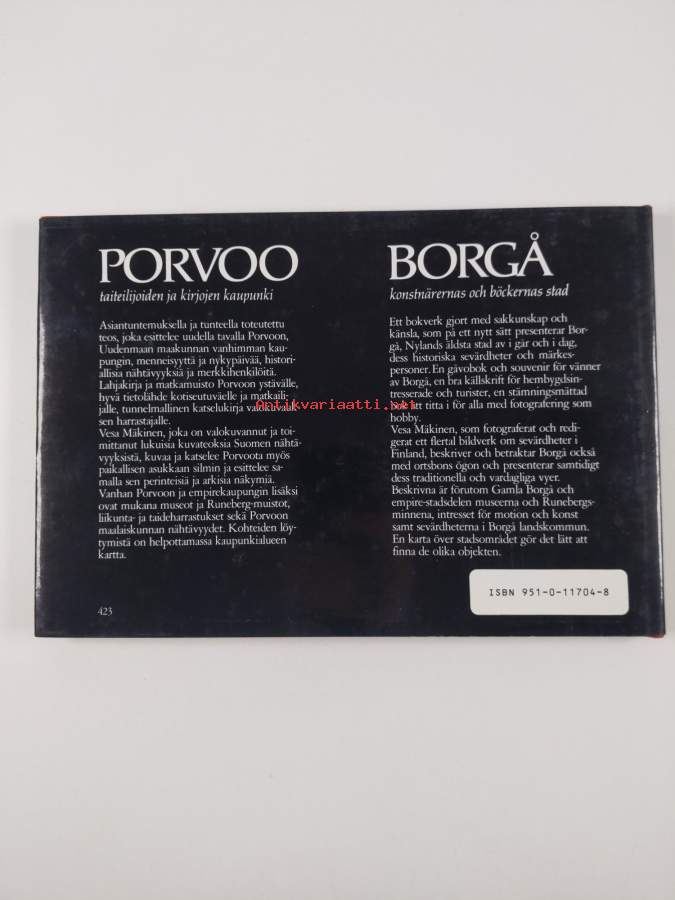 PORVOO
taiteilijoiden ja kirjojen kaupunki
Asiantuntemuksella ja tunteella toteutettu
teos, joka esittelee uudella tavalla Porvoon,
Uudenmaan maakunnan vanhimman kau-
pungin, menneisyyttä ja nykypäivää, histori-
allisia nähtävyyksiä ja merkkihenkilöitä.
Lahjakirja ja matkamuisto Porvoon ystävälle,
hyvä tietolähde kotiseutuväelle ja matkaili-
jalle, tunnelmallinen katselukirja valokuvauk-
sen harrastajalle.
Vesa Mäkinen, joka on valokuvannut ja toi-
mittanut lukuisia kuvateoksia Suomen nähtä-
vyyksistä, kuvaa ja katselee Porvoota myös
paikallisen asukkaan silmin ja esittelee sa-
malla sen perinteisiä ja arkisia näkymiä.
Vanhan Porvoon ja empirekaupungin lisäksi
ovat mukana museot ja Runeberg-muistot,
liikunta- ja taideharrastukset sekä Porvoon
maalaiskunnan nähtävyydet. Kohteiden löy-
tymistä on helpottamassa kaupunkialueen
kartta.
423
BORGÅ
konstnärernas och böckernas stad
Ett bokverk gjort med sakkunskap och
känsla, som på ett nytt sätt presenterar Bor-
gå, Nylands äldsta stad av i går och i dag,
dess historiska sevärdheter och märkes-
personer. En gåvobok och souvenir för vänner
av Borgå, en bra källskrift för hembygdsin-
tresserade och turister, en stämningsmättad
bok att titta i för alla med fotografering som
hobby.
Vesa Mäkinen, som fotograferat och redi-
gerat ett flertal bildverk om sevärdheter i
Finland, beskriver och betraktar Borgå också
med ortsbons ögon och presenterar samtidigt
dess traditionella och vardagliga vyer.
Beskrivna är förutom Gamla Borgå och
empire-stadsdelen museerna och Runebergs-
minnena, intresset för motion och konst
samt sevärdheterna i Borgå landskommun.
En karta över stadsområdet gör det lätt att
finna de olika objekten.
ISBN 951-0-11704-8
Antikvariaatti.net